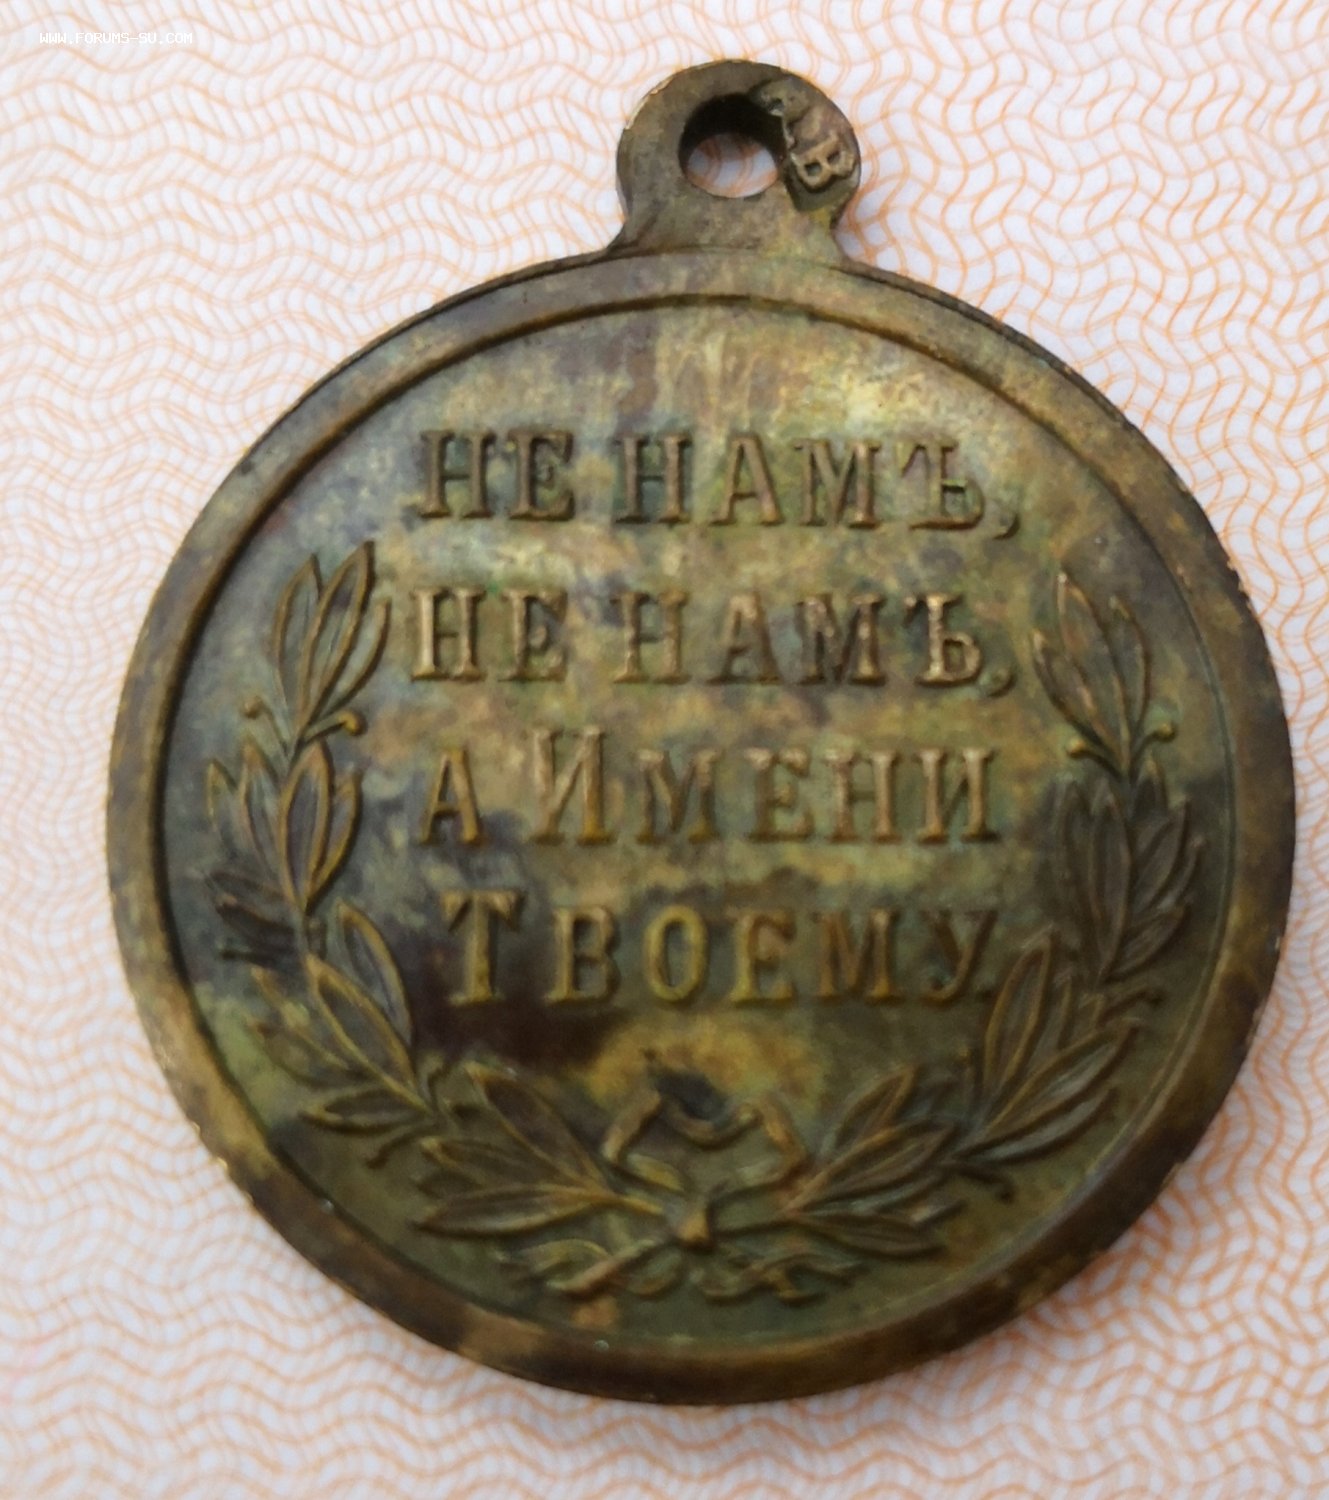 WWW.FORUMS-SU.COM
В
НЕ НАМЪ,
НЕ НАМЪ,
А ИМЕНИ
ТВОЕМУ.